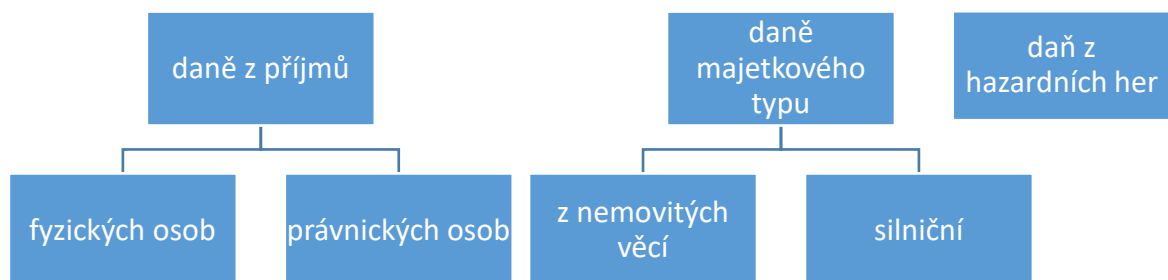 daně z příjmů
fyzických osob
právnických osob
daně
majetkového
typu
z nemovitých
věcí
silniční
daň z
hazardních her